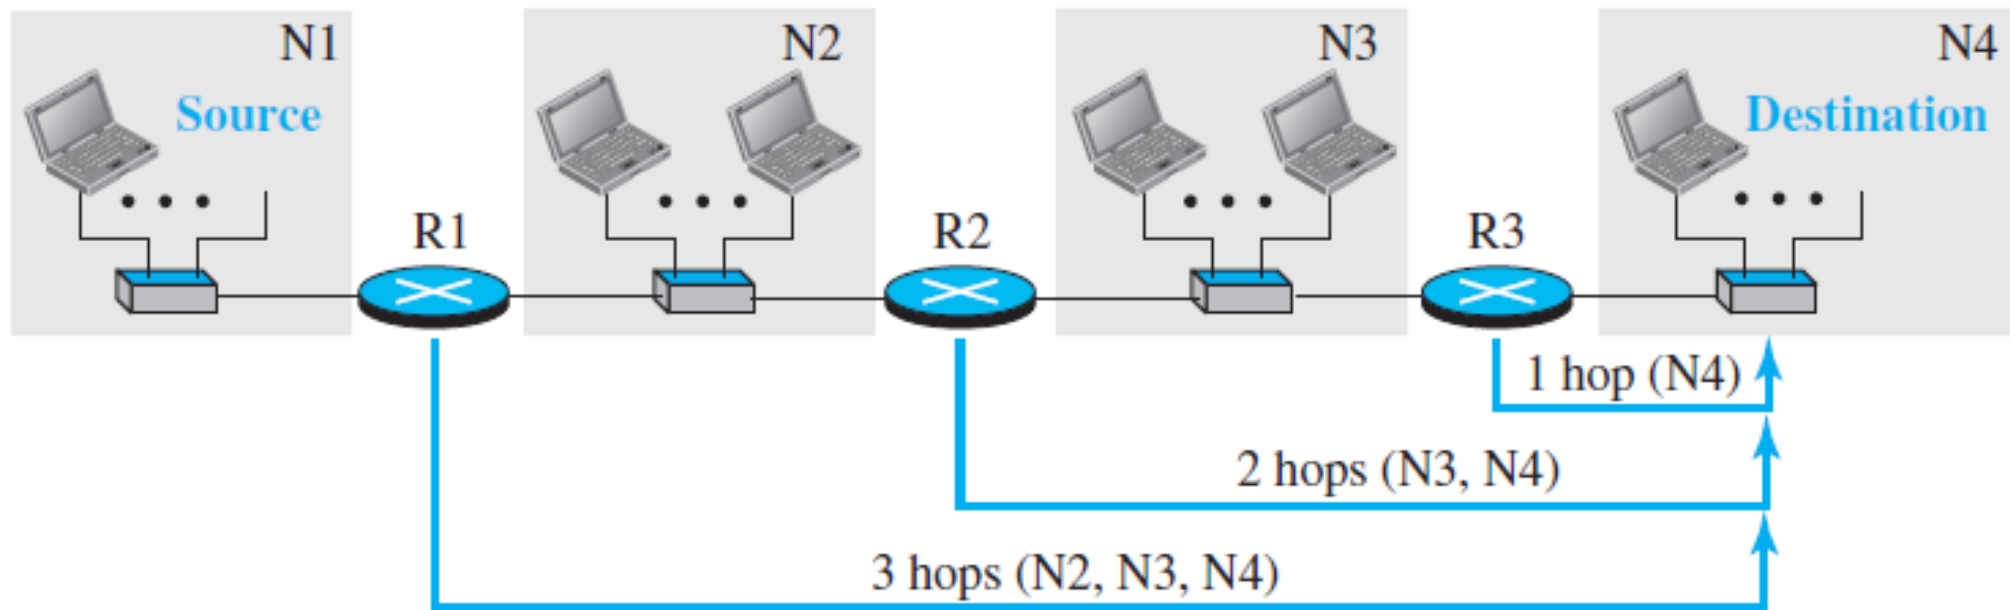 N1
N2
N3
N4
Source
Destination
R1
R2
R3
1 hop (N4)
2 hops (N3, N4)
3 hops (N2, N3, N4)